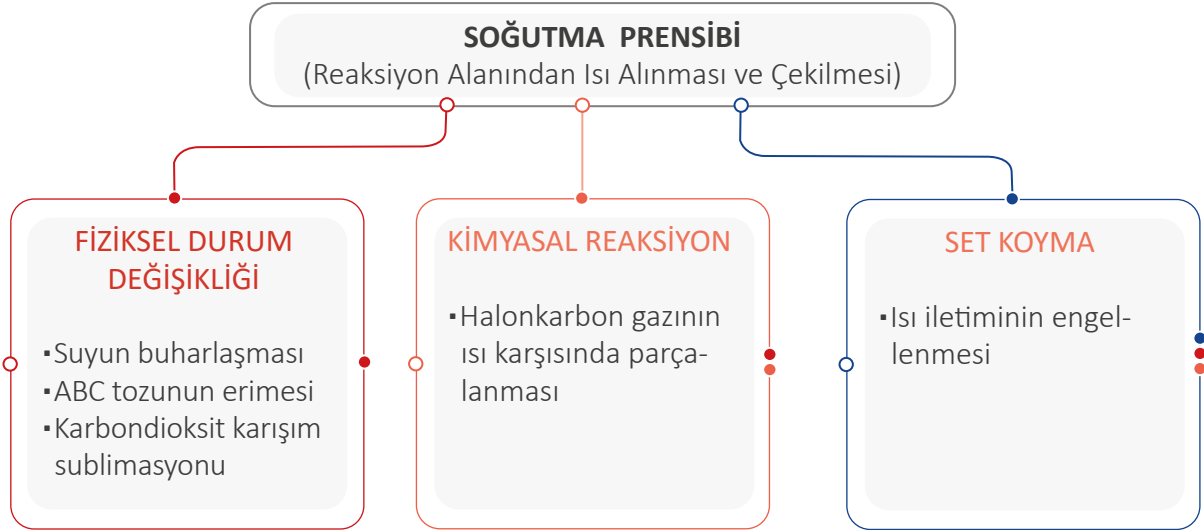 SOĞUTMA PRENSİBİ
(Reaksiyon Alanından Isı Alınması ve Çekilmesi)
FİZİKSEL DURUM
DEĞİŞİKLİĞİ
▪Suyun buharlaşması
▪ABC tozunun erimesi
▪Karbondioksit karışım
sublimasyonu
KİMYASAL REAKSİYON
▪Halonkarbon gazının
ısı karşısında parça-
lanması
SET KOYMA
▪Isı iletiminin engel-
lenmesi